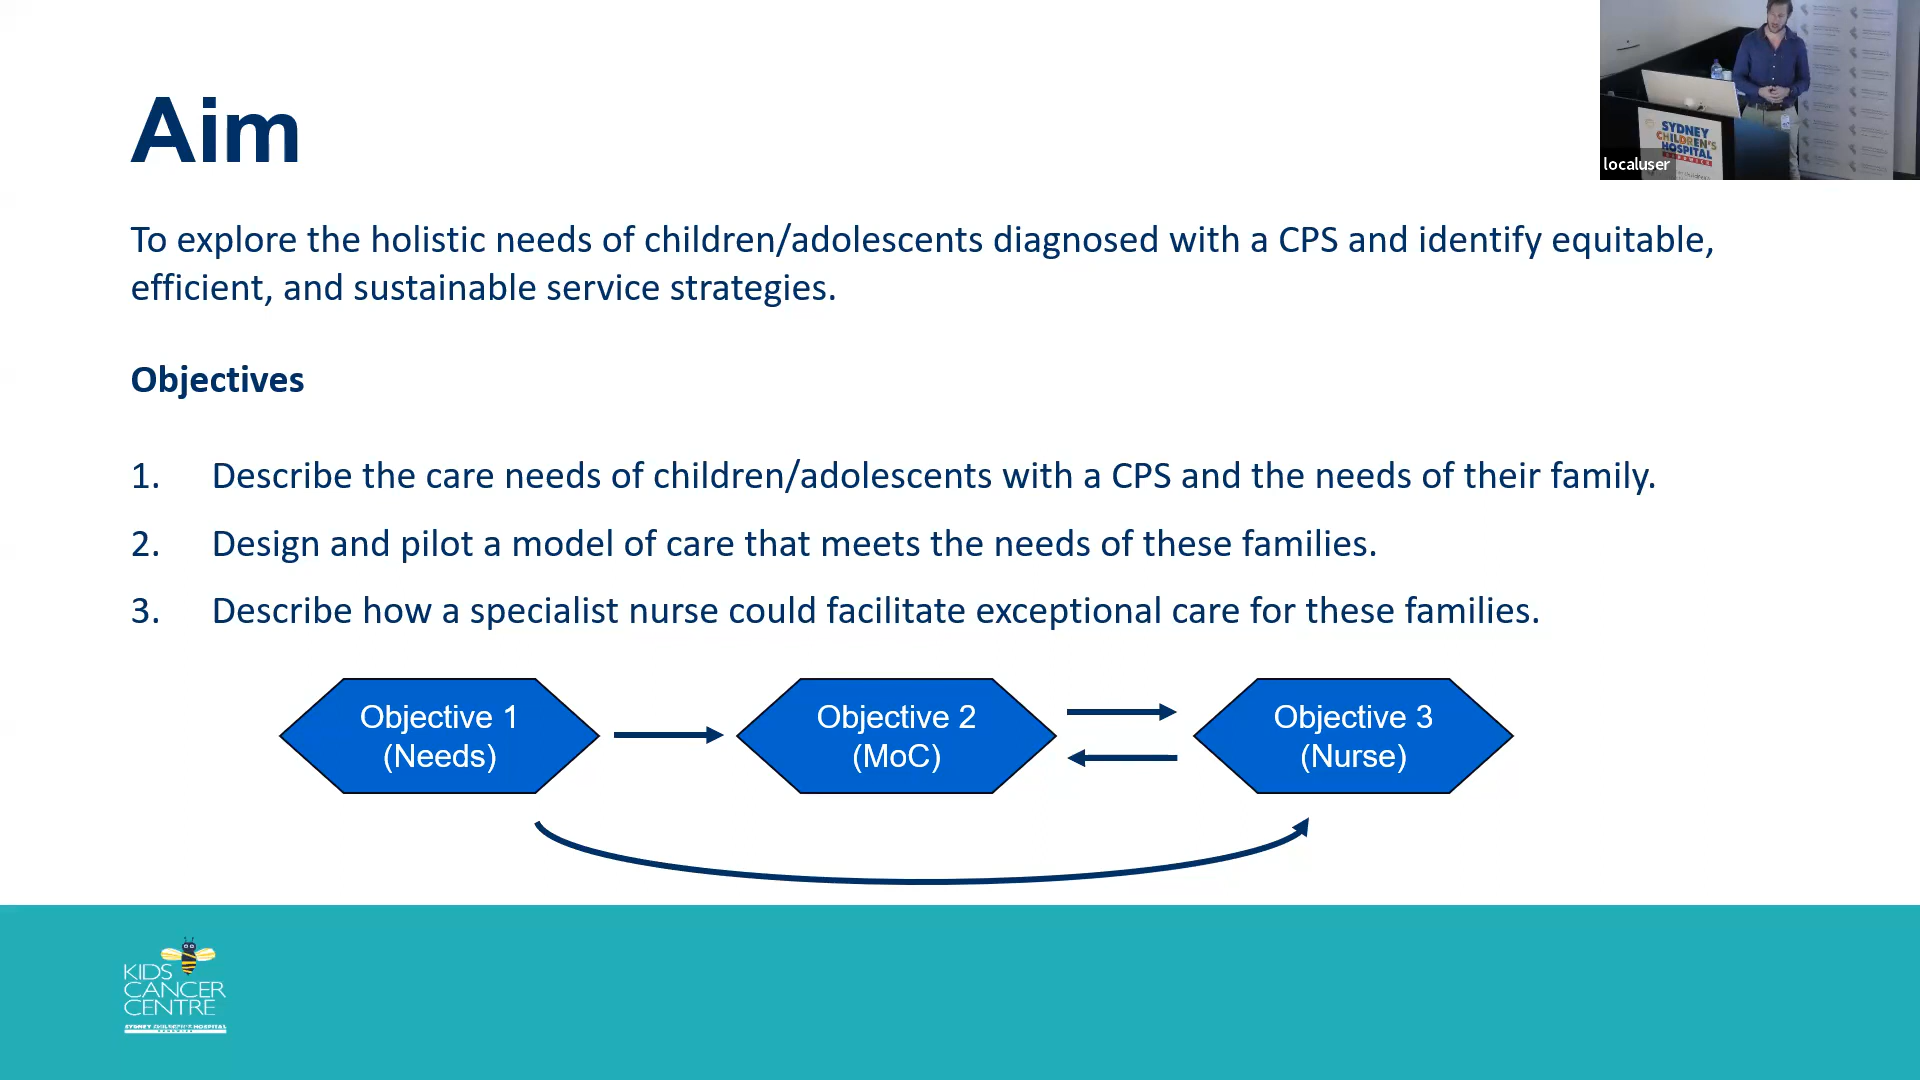 Aim
To explore the holistic needs of children/adolescents diagnosed with a CPS and identify equitable,
efficient, and sustainable service strategies.
Objectives
1. Describe the care needs of children/adolescents with a CPS and the needs of their family.
2. Design and pilot a model of care that meets the needs of these families.
3. Describe how a specialist nurse could facilitate exceptional care for these families.
Objective 1
(Needs)
Objective 2
(MoC)
Objective 3
(Nurse)
KIDS
CANCER
CENTRE
SYDNEY CHILDREN'S HOSPITAL
SYDNEY
CHILDREN'S
HOSPITAL
localuser